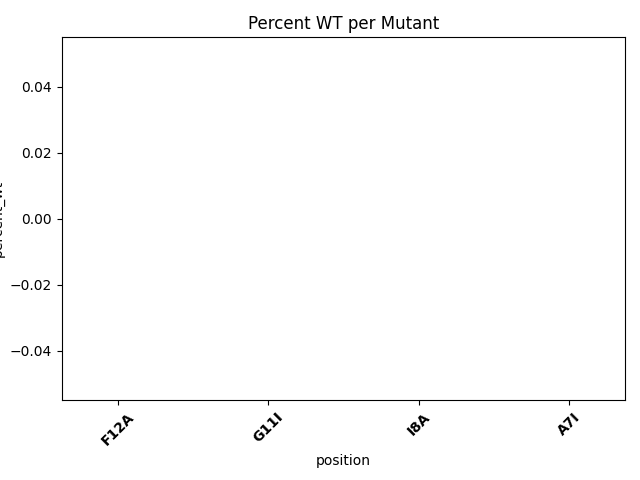 Percent WT per Mutant
0.04
0.02
0.00
−0.02
−0.04
percent_wt
F12A
G11I
I8A
A7I
position